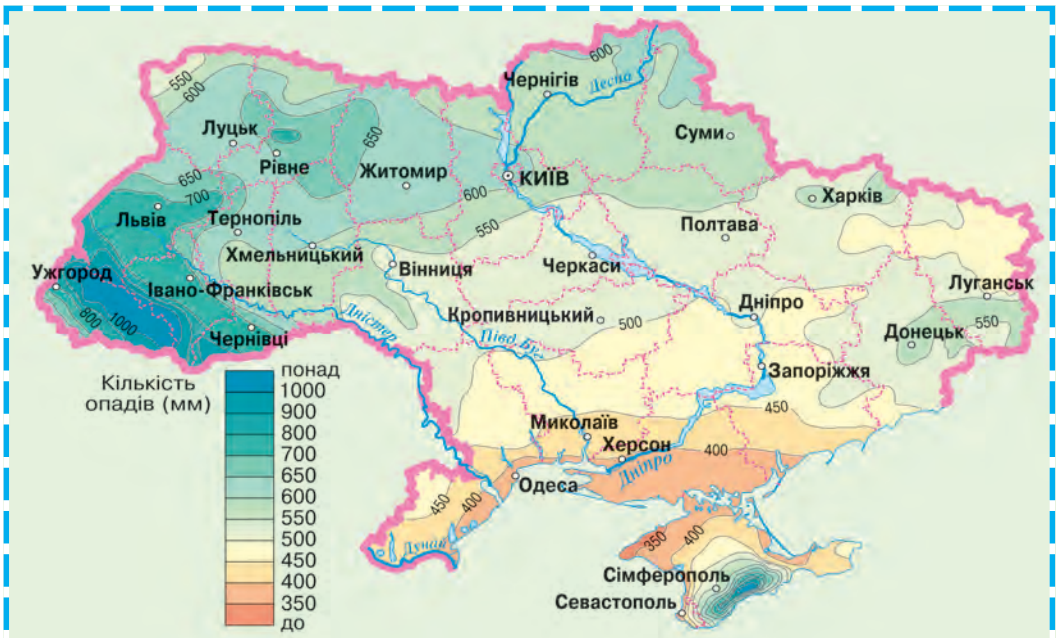 600
550
600
Чернігів
Десна
Луцьк
650
Суми
Рівне
Житомир
КИЇВ
650
600
Харків
700
Львів
Тернопіль
550
Полтава
Хмельницький
Вінниця
Черкаси
Ужгород
Луганськ
Івано-Франківськ
Дніпро
800
1000
Дністер
Кропивницький
500
550
Чернівці
Півд. Буг
Донецьк
Запоріжжя
450
Миколаїв
Херсон
400
Дніпро
Одеса
450
400
Дунай
350
400
Сімферополь
Севастополь
Кількість
опадів (мм)
понад
1000
900
800
700
650
600
550
500
450
400
350
до